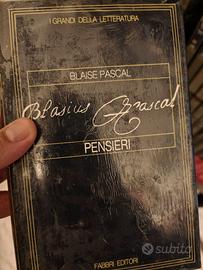 I GRANDI DELLA LETTERATURA
BLAISE PASCAL
Blasius Pascal
PENSIERI
FABBRI EDITORI
subito